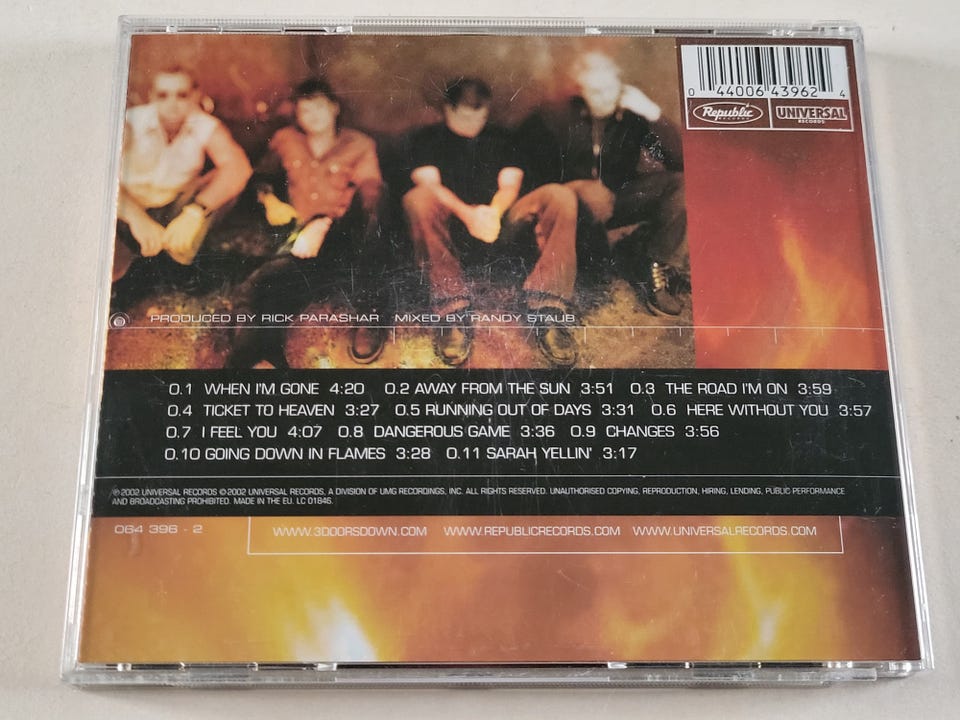 0 44006 43962 4
Republic
RECORDS
UNIVERSAL
RECORDS
PRODUCED BY RICK PARASHAR MIXED BY RANDY STAUB
0.1 WHEN I'M GONE 4:20 0.2 AWAY FROM THE SUN 3:51 0.3 THE ROAD I'M ON 3:59
0.4 TICKET TO HEAVEN 3:27 0.5 RUNNING OUT OF DAYS 3:31 0.6 HERE WITHOUT YOU 3:57
0.7 I FEEL YOU 4:07 0.8 DANGEROUS GAME 3:36 0.9 CHANGES 3:56
0.10 GOING DOWN IN FLAMES 3:28 0.11 SARAH YELLIN' 3:17
℗ 2002 UNIVERSAL RECORDS © 2002 UNIVERSAL RECORDS, A DIVISION OF UMG RECORDINGS, INC. ALL RIGHTS RESERVED. UNAUTHORISED COPYING, REPRODUCTION, HIRING, LENDING, PUBLIC PERFORMANCE
AND BROADCASTING PROHIBITED. MADE IN THE EU. LC 01846.
064 396 - 2
WWW.3DOORSDOWN.COM WWW.REPUBLICRECORDS.COM WWW.UNIVERSALRECORDS.COM